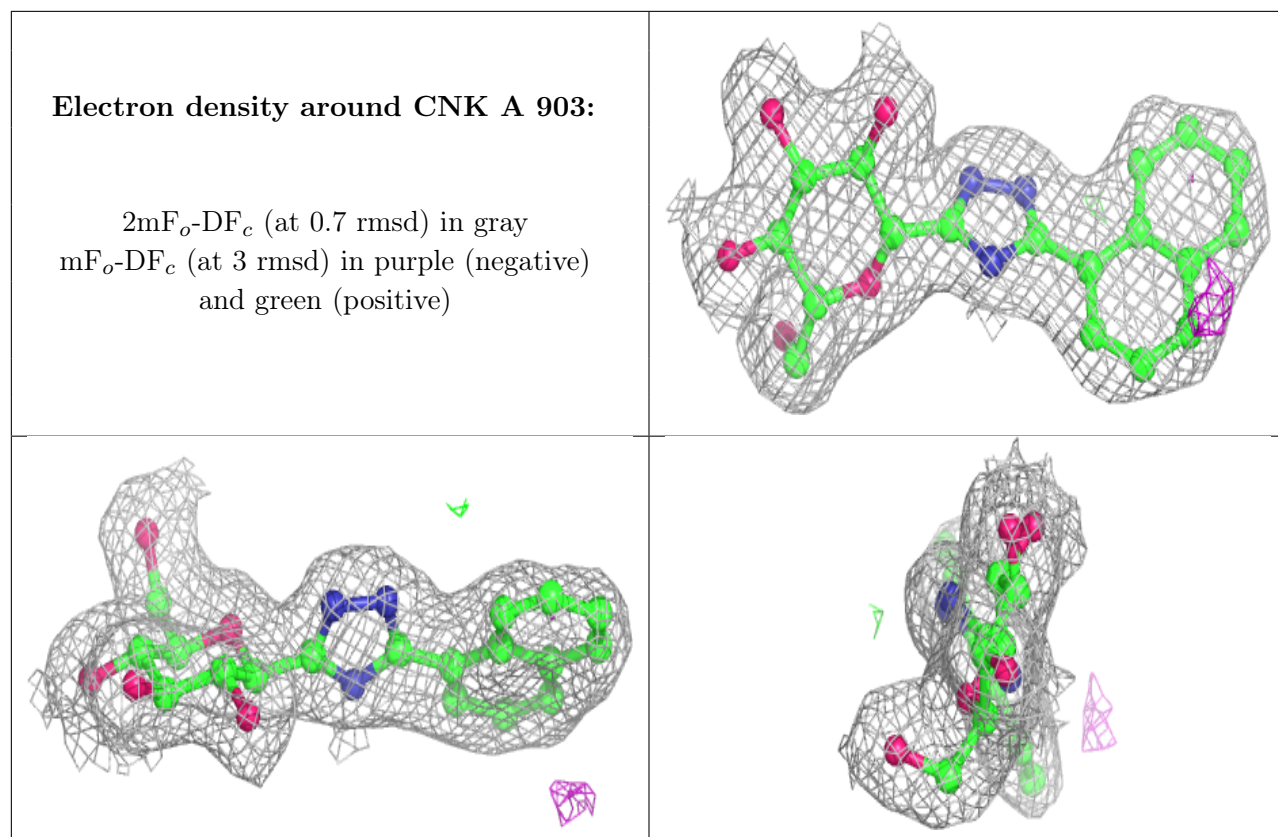 Electron density around CNK A 903:
2mFo-DFc (at 0.7 rmsd) in gray
mFo-DFc (at 3 rmsd) in purple (negative)
and green (positive)